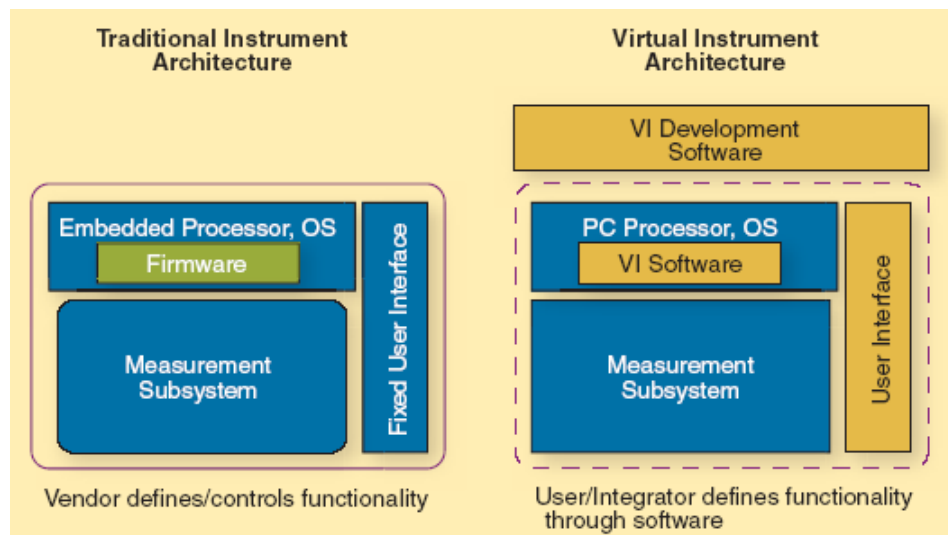 Traditional Instrument
Architecture
Embedded Processor, OS
Firmware
Measurement
Subsystem
Fixed User Interface
Vendor defines/controls functionality
Virtual Instrument
Architecture
VI Development
Software
PC Processor, OS
VI Software
Measurement
Subsystem
User Interface
User/Integrator defines functionality
through software